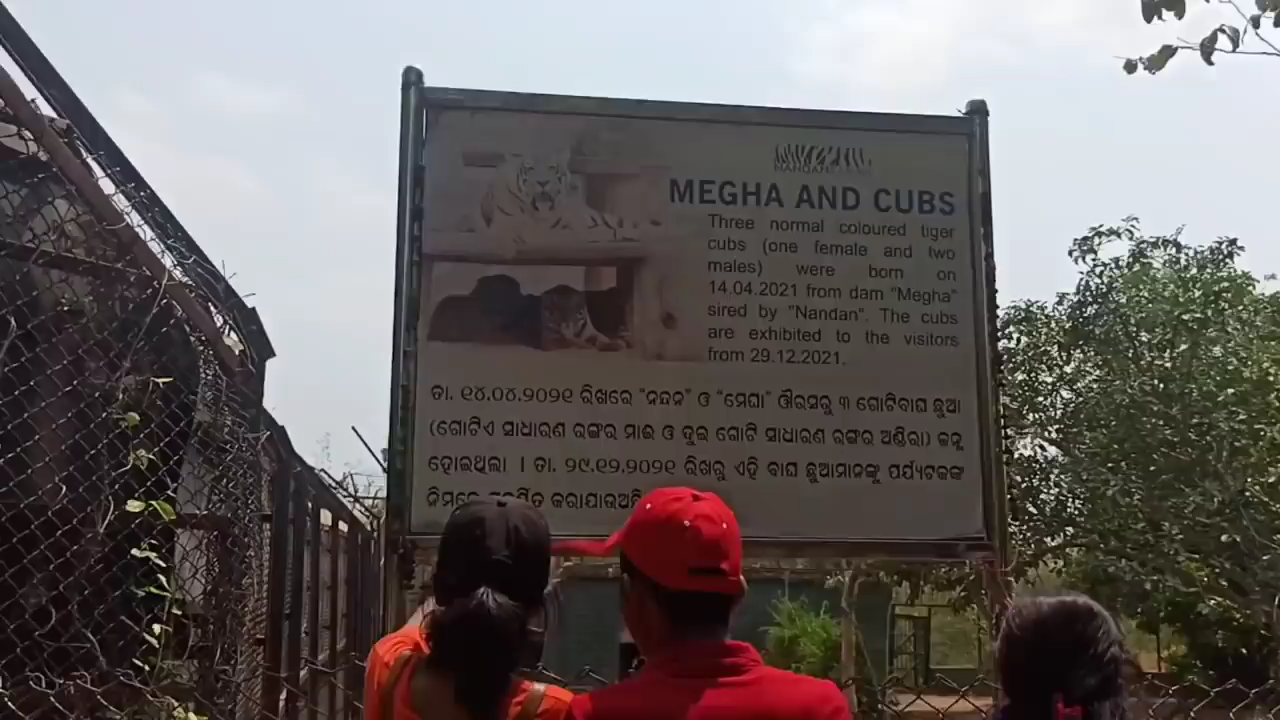 MEGHA AND CUBS
Three normal coloured tiger
cubs (one female and two
males) were born on
14.04.2021 from dam "Megha"
sired by "Nandan". The cubs
are exhibited to the visitors
from 29.12.2021.
ତା. ୧୪.୦୪.୨୦୨୧ ରିଖରେ "ନନ୍ଦନ" ଓ "ମେଘା" ଔରସରୁ ୩ ଗୋଟିବାଘ ଛୁଆ
(ଗୋଟିଏ ସାଧାରଣ ରଙ୍ଗର ମାଈ ଓ ଦୁଇ ଗୋଟି ସାଧାରଣ ରଙ୍ଗର ଅଣ୍ଡିରା) ଜନ୍ମ
ହୋଇଥିଲା । ତା. ୨୯.୧୨.୨୦୨୧ ରିଖରୁ ଏହି ବାଘ ଛୁଆମାନଙ୍କୁ ପର୍ଯ୍ୟଟକଙ୍କ